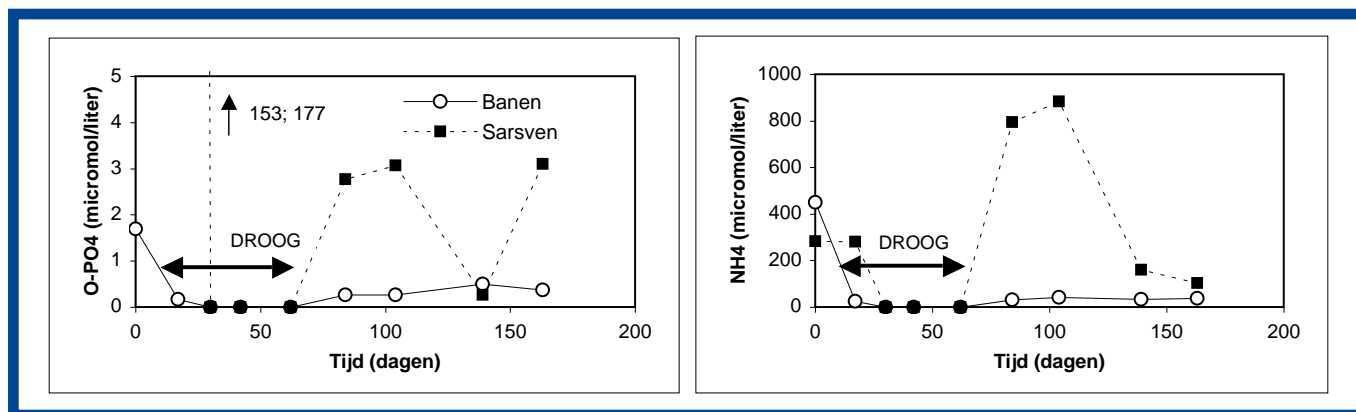 5
4
3
2
1
0
O-PO4 (micromol/liter)
153; 177
Banen
Sarsven
DROOG
0 50 100 150 200
Tijd (dagen)
1000
800
600
400
200
0
NH4 (micromol/liter)
DROOG
0 50 100 150 200
Tijd (dagen)